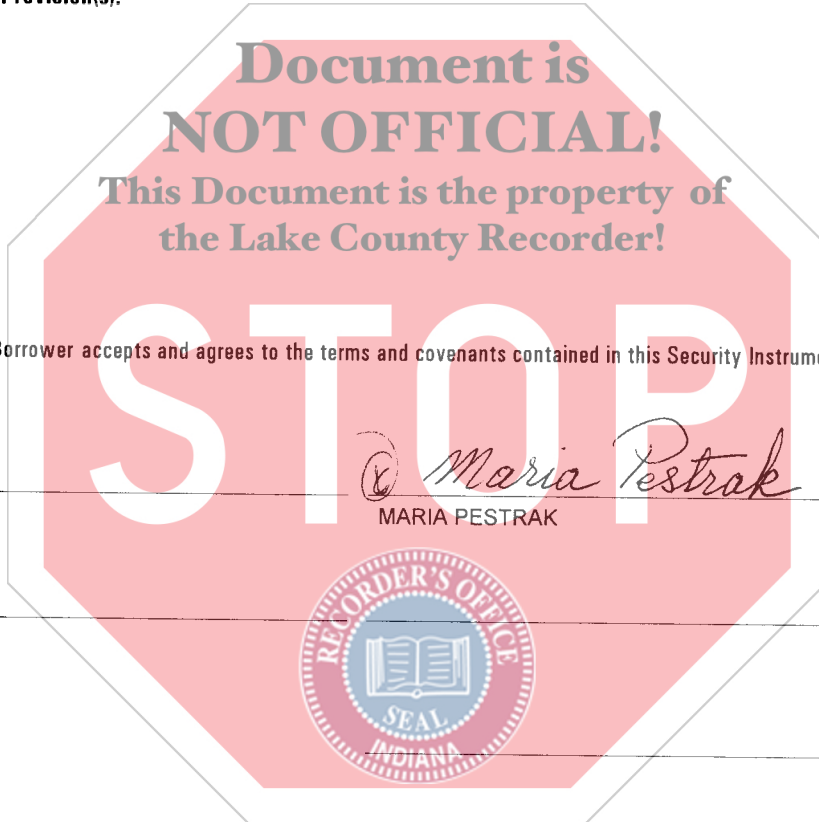 Document is
NOT OFFICIAL!
This Document is the property of
the Lake County Recorder!
STOP
Borrower accepts and agrees to the terms and covenants contained in this Security
Maria Pestrak
MARIA PESTRAK
RECORDER'S OFFICE
SEAL
INDIANA